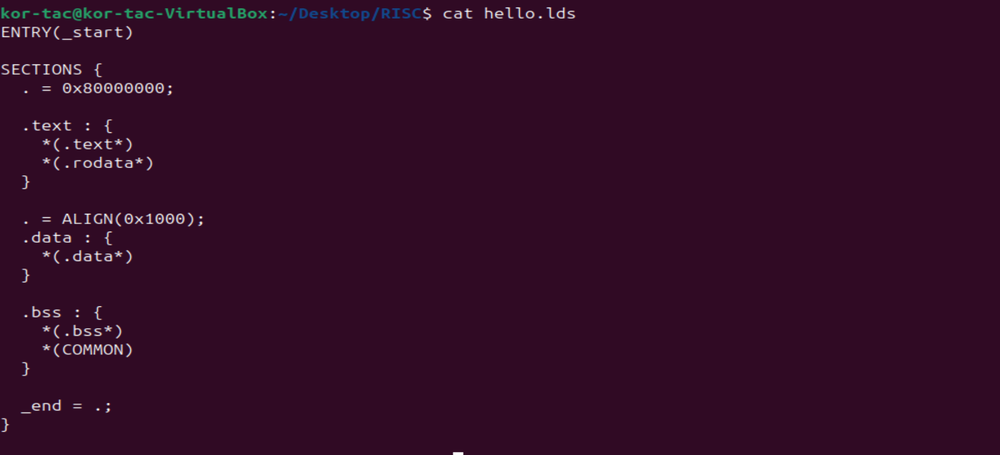 kor-tac@kor-tac-VirtualBox:~/Desktop/RISC$ cat hello.lds
ENTRY(_start)

SECTIONS {
  . = 0x80000000;

  .text : {
    *(.text*)
    *(.rodata*)
  }

  . = ALIGN(0x1000);
  .data : {
    *(.data*)
  }

  .bss : {
    *(.bss*)
    *(COMMON)
  }

  _end = .;
}